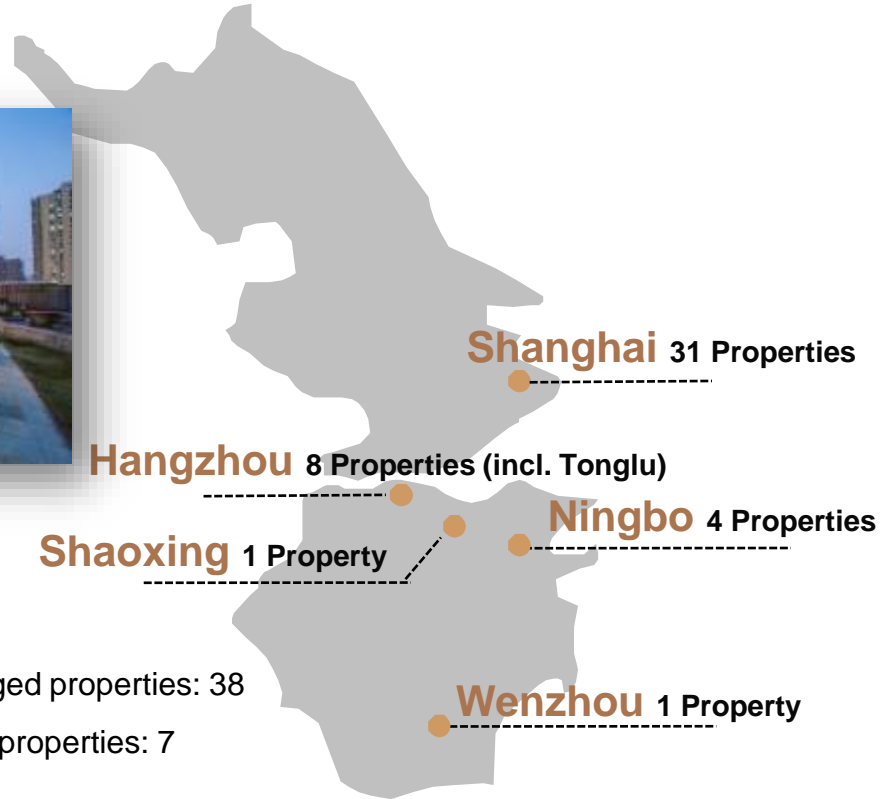 Shanghai 31 Properties
Hangzhou 8 Properties (incl. Tonglu)
Ningbo 4 Properties
Shaoxing 1 Property
properties: 38
Wenzhou 1 Property
properties: 7